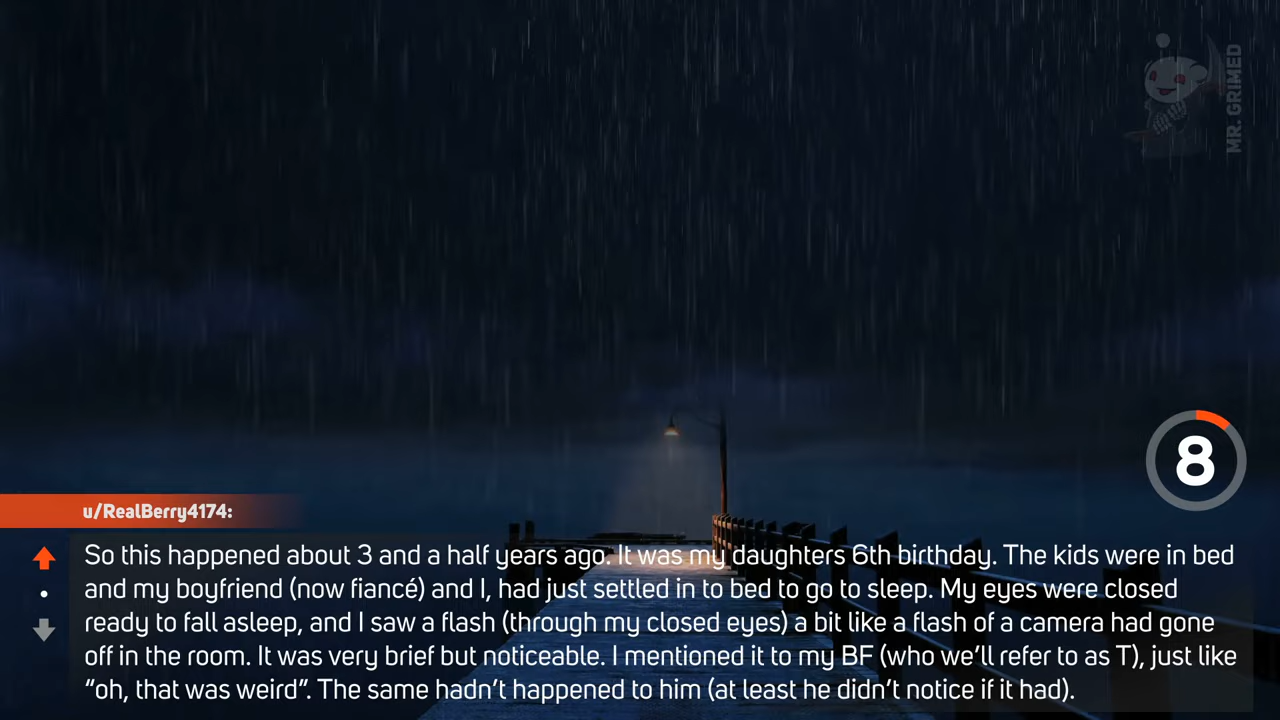 MR. GRIMED
8
u/RealBerry4174:
So this happened about 3 and a half years ago. It was my daughters 6th birthday. The kids were in bed
and my boyfriend (now fiancé) and I, had just settled in to bed to go to sleep. My eyes were closed
ready to fall asleep, and I saw a flash (through my closed eyes) a bit like a flash of a camera had gone
off in the room. It was very brief but noticeable. I mentioned it to my BF (who we’ll refer to as T), just like
“oh, that was weird”. The same hadn’t happened to him (at least he didn’t notice if it had).